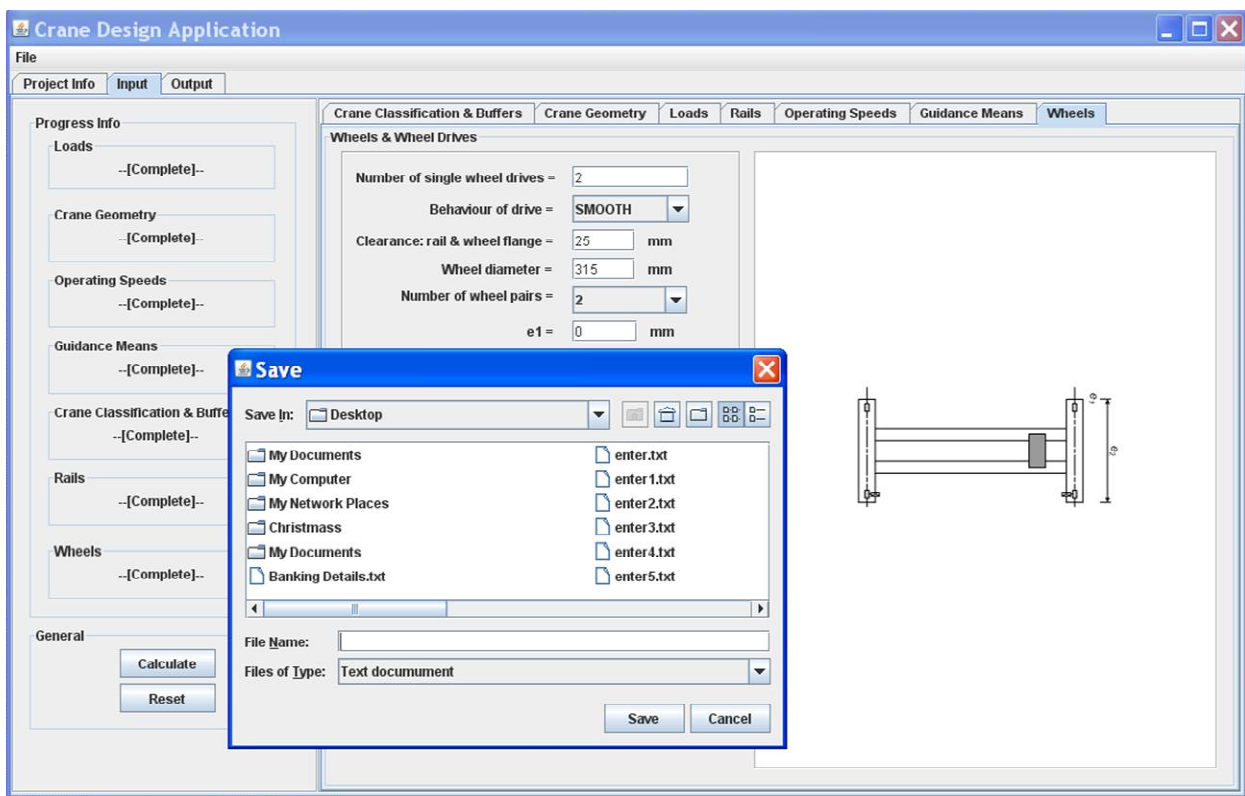 Crane Design Application
File
Project Info Input Output
Crane Classification & Buffers Crane Geometry Loads Rails Operating Speeds Guidance Means Wheels
Progress Info
Loads
--[Complete]--
Crane Geometry
--[Complete]--
Operating Speeds
--[Complete]--
Guidance Means
--[Complete]--
Crane Classification & Buffe
--[Complete]--
Rails
--[Complete]--
Wheels
--[Complete]--
General
Calculate
Reset
Wheels & Wheel Drives
Number of single wheel drives = 2
Behaviour of drive = SMOOTH
Clearance: rail & wheel flange = 25 mm
Wheel diameter = 315 mm
Number of wheel pairs = 2
e1 = 0 mm
Save
Save In: Desktop
My Documents
My Computer
My Network Places
Christmass
My Documents
Banking Details.txt
enter.txt
enter1.txt
enter2.txt
enter3.txt
enter4.txt
enter5.txt
File Name:
Files of Type: Text documument
Save Cancel
e1
e2